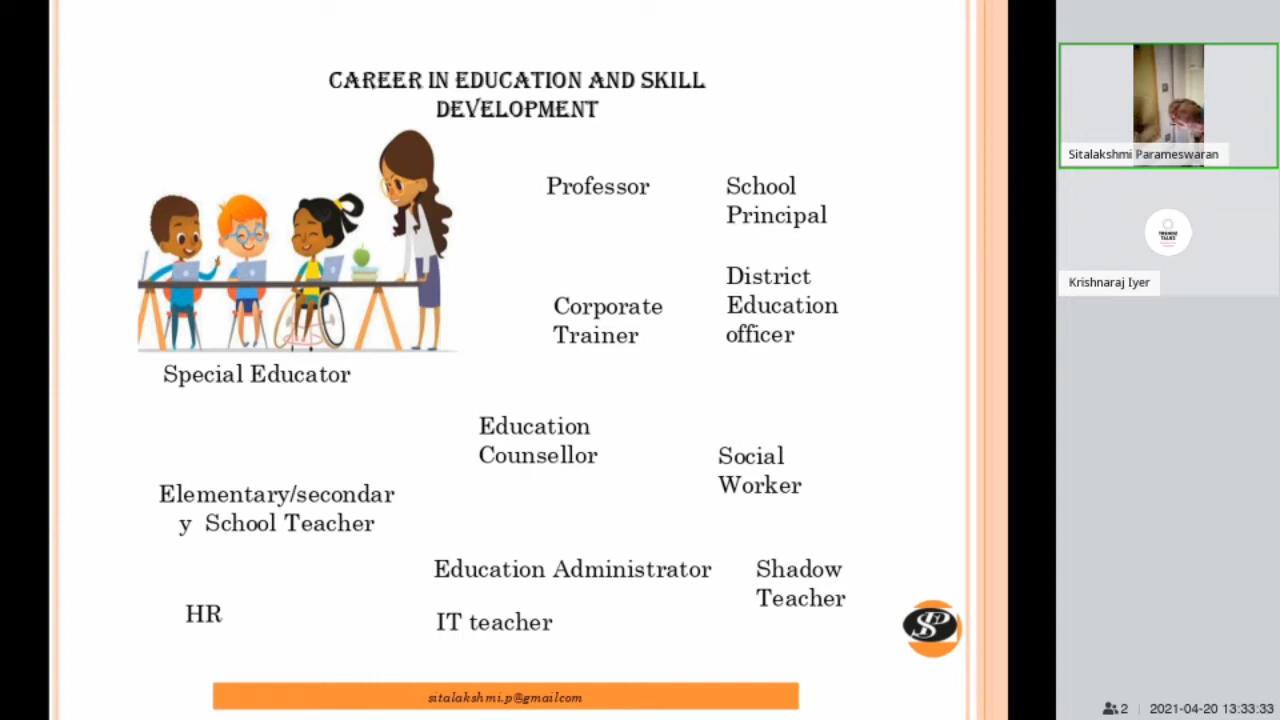 CAREER IN EDUCATION AND SKILL
DEVELOPMENT
Professor
School
Principal
Corporate
Trainer
District
Education
officer
Special Educator
Education
Counsellor
Social
Worker
Elementary/secondar
y School Teacher
Education Administrator
Shadow
Teacher
HR
IT teacher
SP
sitalakshmi.p@gmailcom
Sitalakshmi Parameswaran
Krishnaraj Iyer
2
2021-04-20 13:33:33